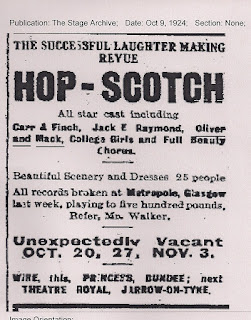 Publication: The Stage Archive; Date: Oct 9, 1924; Section: None;
THE SUCCESSFUL LAUGHTER MAKING
REVUE
HOP - SCOTCH
All star cast including
Carr & Finch, Jack E Raymond, Oliver
and Mack, College Girls and Full Beauty
Chorus.
Beautiful Scenery and Dresses 25 people
All records broken at Metropole, Glasgow
last week, playing to five hundred pounds,
Refer, Mr. Walker.
Unexpectedly Vacant
OCT. 20, 27, NOV. 3.
WIRE, this, PRINCESS, DUNDEE; next
THEATRE ROYAL, JARROW-ON-TYKE.
Image Orientation: